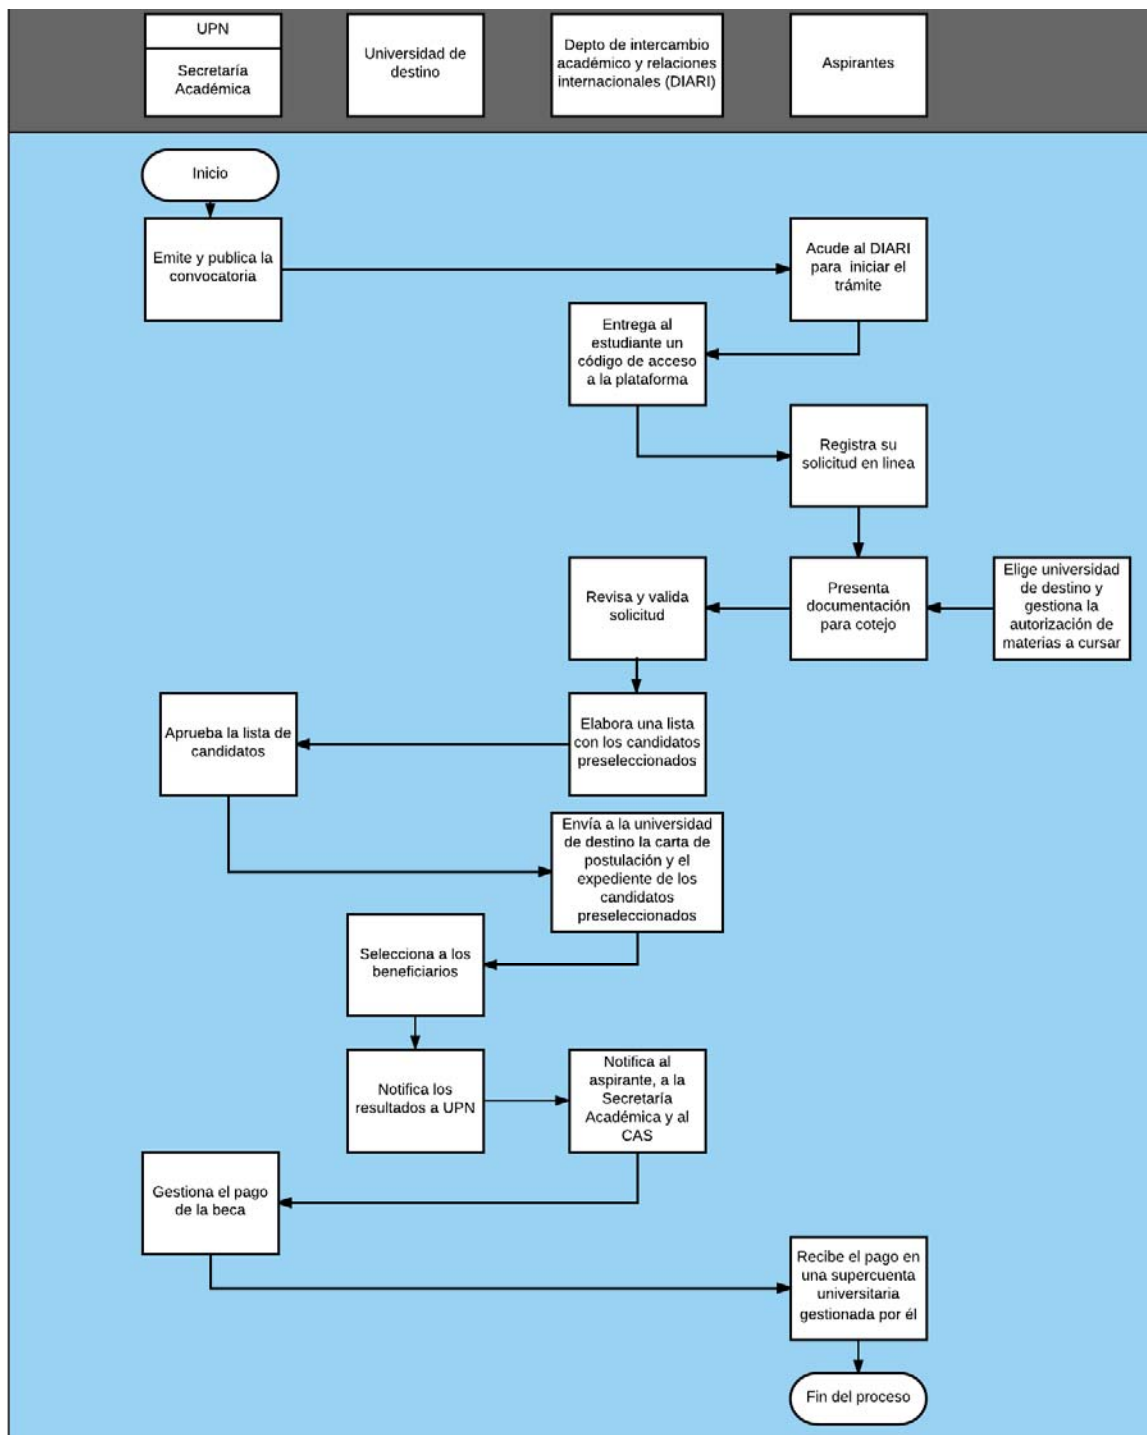 UPN
Secretaría
Académica
Universidad de
destino
Depto de intercambio
académico y relaciones
internacionales (DIARI)
Aspirantes
Inicio
Emite y publica la
convocatoria
Acude al DIARI
para iniciar el
trámite
Entrega al
estudiante un
código de acceso
a la plataforma
Registra su
solicitud en linea
Revisa y valida
solicitud
Presenta
documentación
para cotejo
Elige universidad
de destino y
gestiona la
autorización de
materias a cursar
Aprueba la lista de
candidatos
Elabora una lista
con los candidatos
preseleccionados
Envía a la universidad
de destino la carta de
postulación y el
expediente de los
candidatos
preseleccionados
Selecciona a los
beneficiarios
Notifica los
resultados a UPN
Notifica al
aspirante, a la
Secretaría
Académica y al
CAS
Gestiona el pago
de la beca
Recibe el pago en
una supercuenta
universitaria
gestionada por él
Fin del proceso